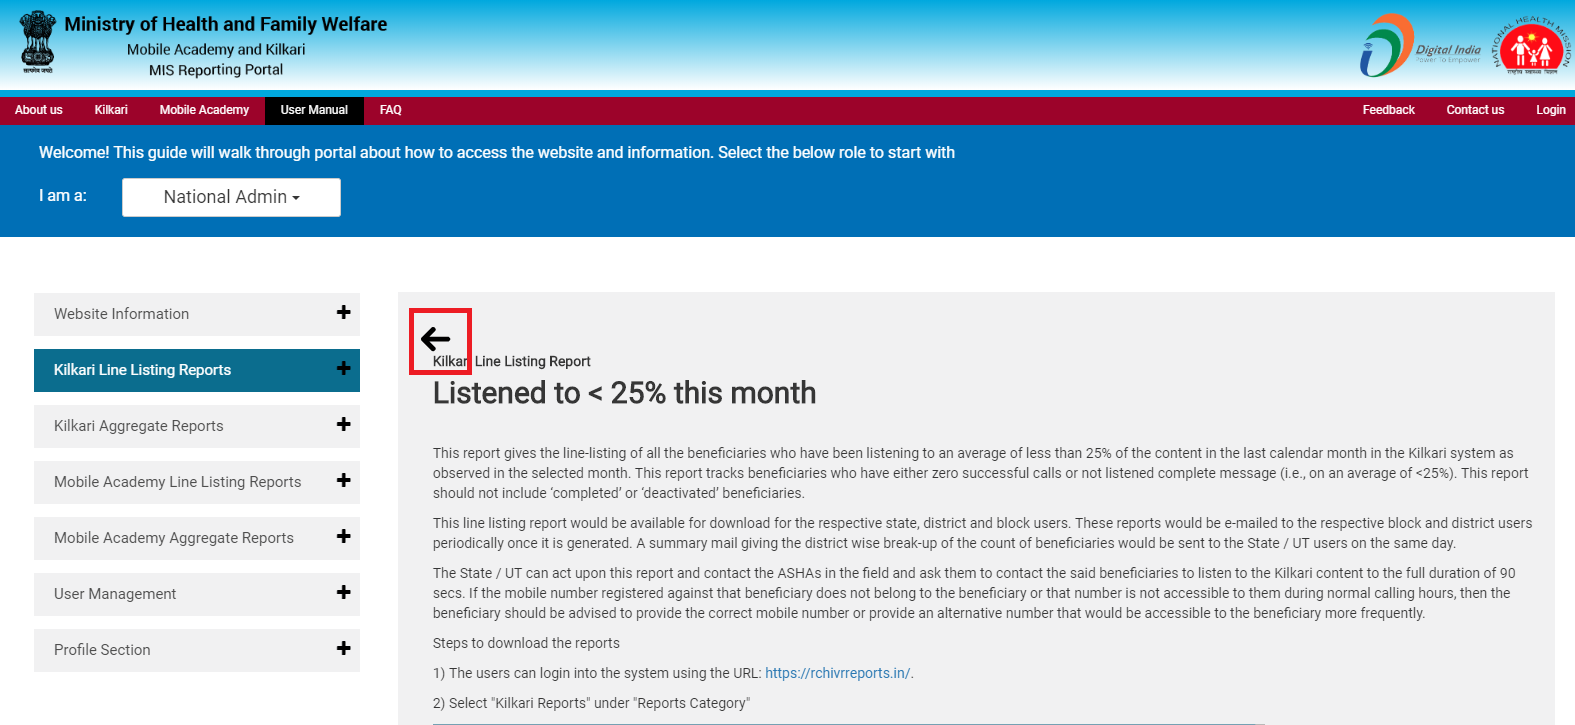 Ministry of Health and Family Welfare
Mobile Academy and Kilkari
MIS Reporting Portal
सत्यमेव जयते
Digital India
Power To Empower
NATIONAL HEALTH MISSION
राष्ट्रीय स्वास्थ्य मिशन
About us Kilkari Mobile Academy User Manual FAQ Feedback Contact us Login
Welcome! This guide will walk through portal about how to access the website and information. Select the below role to start with
I am a: National Admin
Website Information
Kilkari Line Listing Reports
Kilkari Aggregate Reports
Mobile Academy Line Listing Reports
Mobile Academy Aggregate Reports
User Management
Profile Section
Kilkari Line Listing Report
Listened to < 25% this month
This report gives the line-listing of all the beneficiaries who have been listening to an average of less than 25% of the content in the last calendar month in the Kilkari system as
observed in the selected month. This report tracks beneficiaries who have either zero successful calls or not listened complete message (i.e., on an average of <25%). This report
should not include ‘completed’ or ‘deactivated’ beneficiaries.
This line listing report would be available for download for the respective state, district and block users. These reports would be e-mailed to the respective block and district users
periodically once it is generated. A summary mail giving the district wise break-up of the count of beneficiaries would be sent to the State / UT users on the same day.
The State / UT can act upon this report and contact the ASHAs in the field and ask them to contact the said beneficiaries to listen to the Kilkari content to the full duration of 90
secs. If the mobile number registered against that beneficiary does not belong to the beneficiary or that number is not accessible to them during normal calling hours, then the
beneficiary should be advised to provide the correct mobile number or provide an alternative number that would be accessible to the beneficiary more frequently.
Steps to download the reports
1) The users can login into the system using the URL: https://rchivrreports.in/.
2) Select "Kilkari Reports" under "Reports Category"